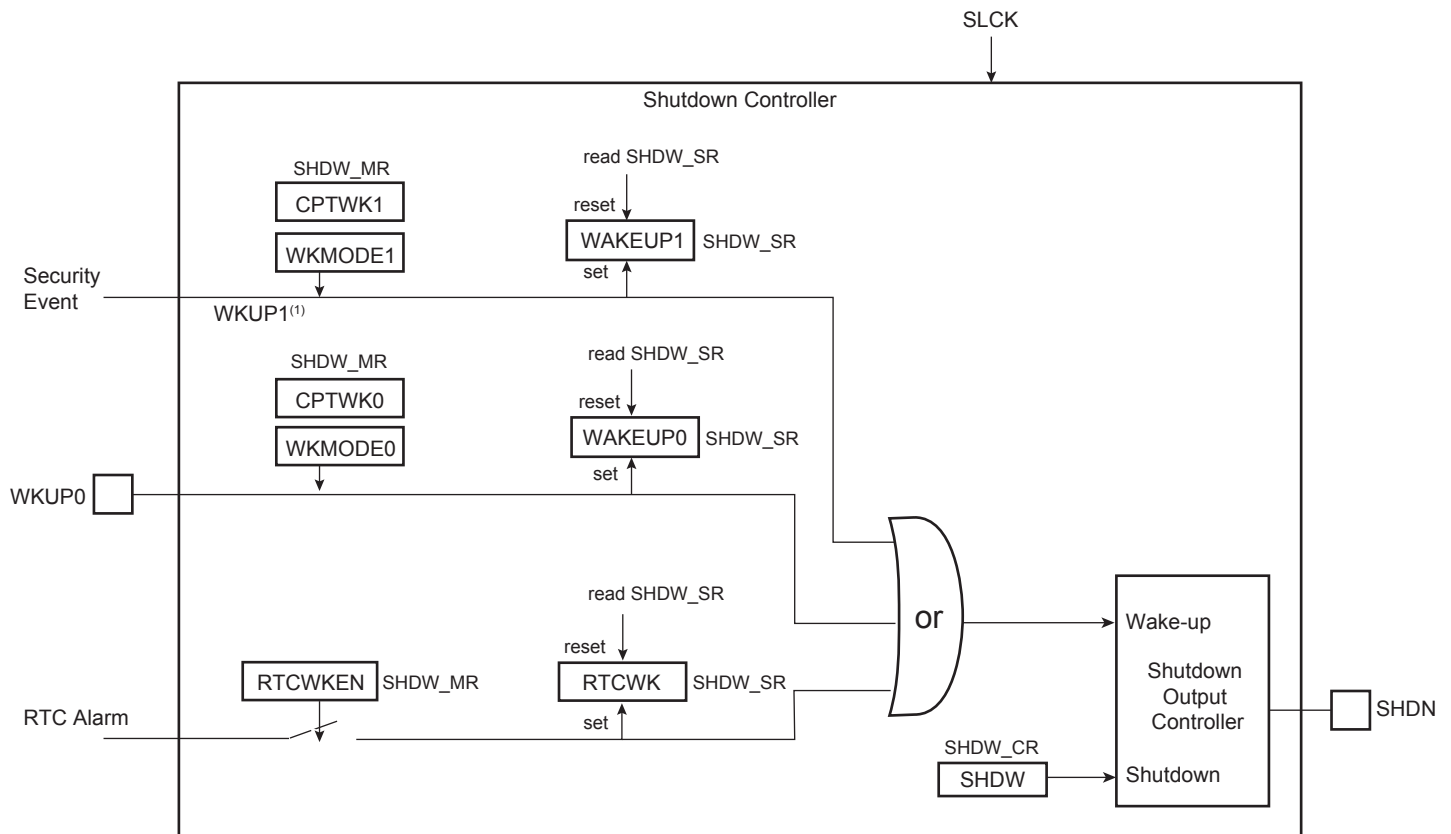 SLCK
Shutdown Controller
SHDW_MR
CPTWK1
WKMODE1
read SHDW_SR
reset
WAKEUP1
SHDW_SR
set
Security
Event
WKUP1(1)
SHDW_MR
CPTWK0
WKMODE0
read SHDW_SR
reset
WAKEUP0
SHDW_SR
set
WKUP0
read SHDW_SR
reset
RTCWKEN
SHDW_MR
RTCWK
SHDW_SR
set
RTC Alarm
or
Wake-up
Shutdown
Output
Controller
SHDN
SHDW_CR
SHDW
Shutdown